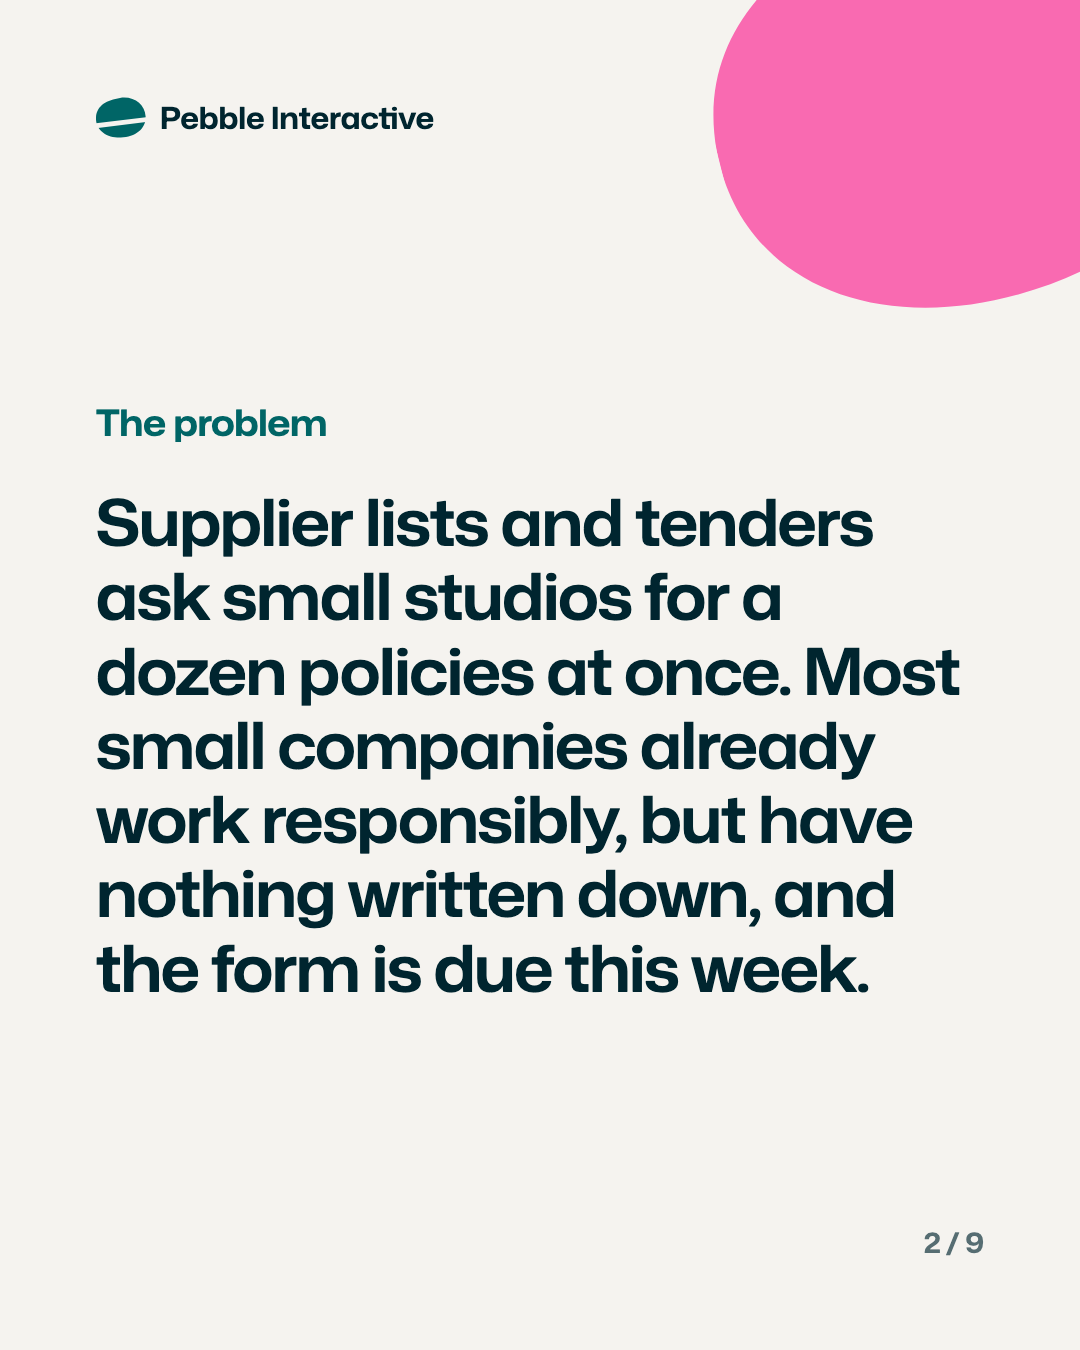 Pebble Interactive
The problem
Supplier lists and tenders
ask small studios for a
dozen policies at once. Most
small companies already
work responsibly, but have
nothing written down, and
the form is due this week.
2 / 9